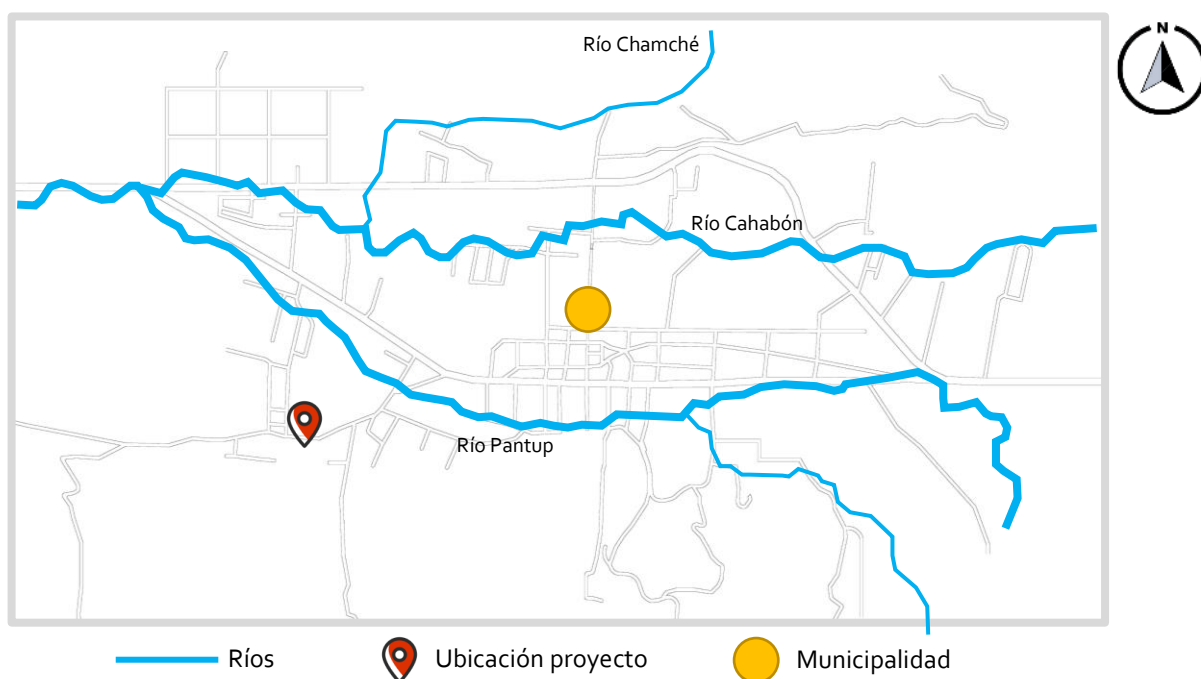 Río Chamché
N
Río Cahabón
Río Pantup
Ríos
Ubicación proyecto
Municipalidad